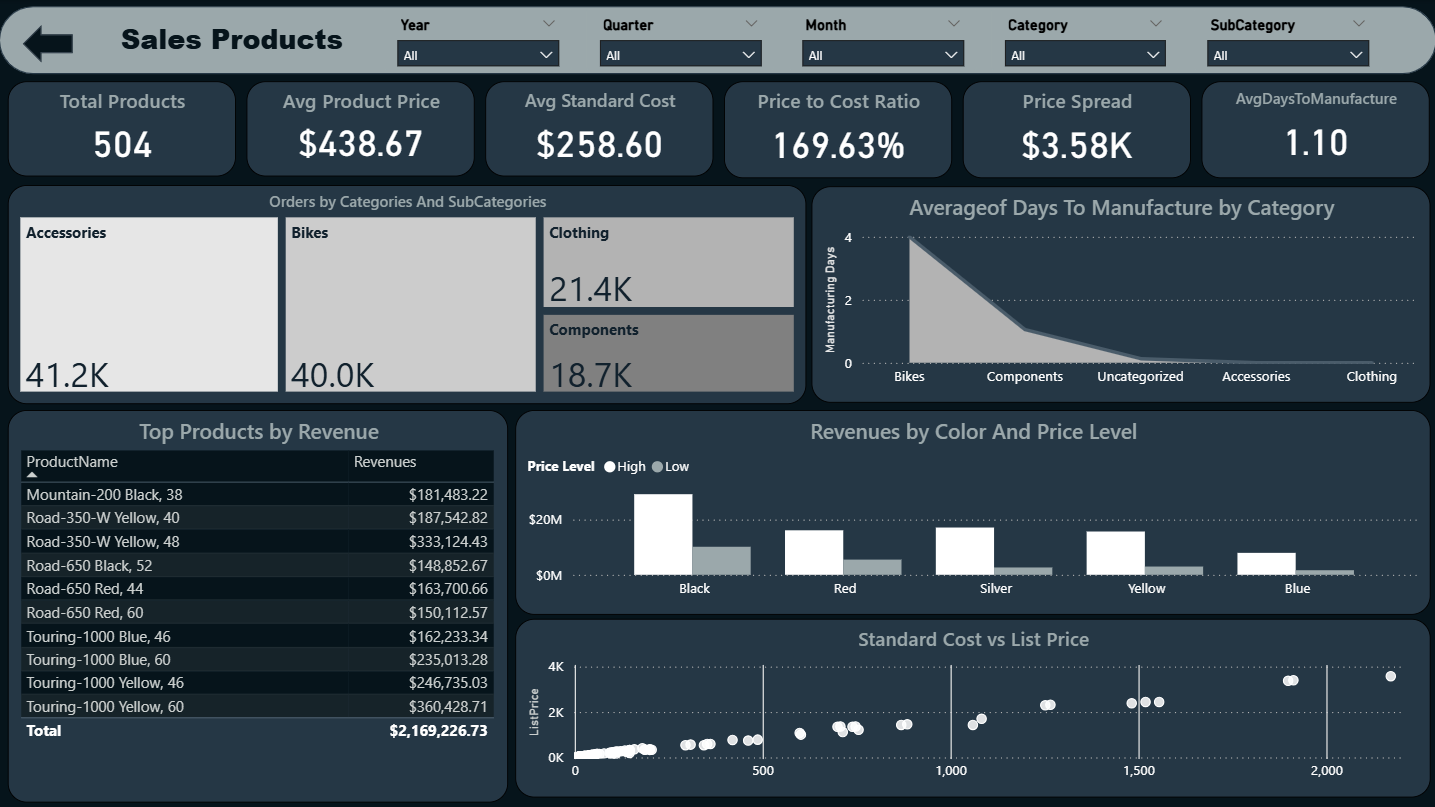 Sales Products
Year
Quarter
Month
Category
SubCategory
All
All
All
All
All
Total Products
504
Avg Product Price
$438.67
Avg Standard Cost
$258.60
Price to Cost Ratio
169.63%
Price Spread
$3.58K
AvgDaysToManufacture
1.10
Orders by Categories And SubCategories
Accessories
41.2K
Bikes
40.0K
Clothing
21.4K
Components
18.7K
Averageof Days To Manufacture by Category
Manufacturing Days
4
2
0
Bikes
Components
Uncategorized
Accessories
Clothing
Top Products by Revenue
ProductName Revenues
Mountain-200 Black, 38 $181,483.22
Road-350-W Yellow, 40 $187,542.82
Road-350-W Yellow, 48 $333,124.43
Road-650 Black, 52 $148,852.67
Road-650 Red, 44 $163,700.66
Road-650 Red, 60 $150,112.57
Touring-1000 Blue, 46 $162,233.34
Touring-1000 Blue, 60 $235,013.28
Touring-1000 Yellow, 46 $246,735.03
Touring-1000 Yellow, 60 $360,428.71
Total $2,169,226.73
Revenues by Color And Price Level
Price Level High Low
$20M
$0M
Black
Red
Silver
Yellow
Blue
Standard Cost vs List Price
ListPrice
4K
2K
0K
0
500
1,000
1,500
2,000